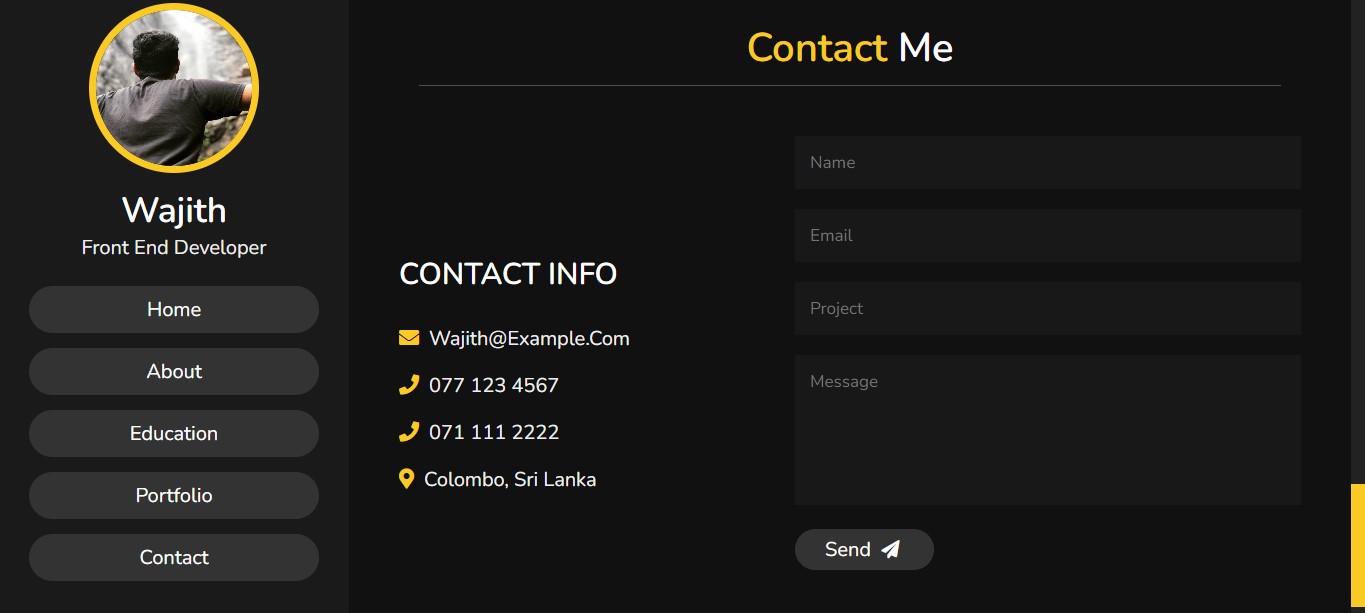 Wajith
Front End Developer
Home
About
Education
Portfolio
Contact
Contact Me
CONTACT INFO
Wajith@Example.Com
077 123 4567
071 111 2222
Colombo, Sri Lanka
Name
Email
Project
Message
Send